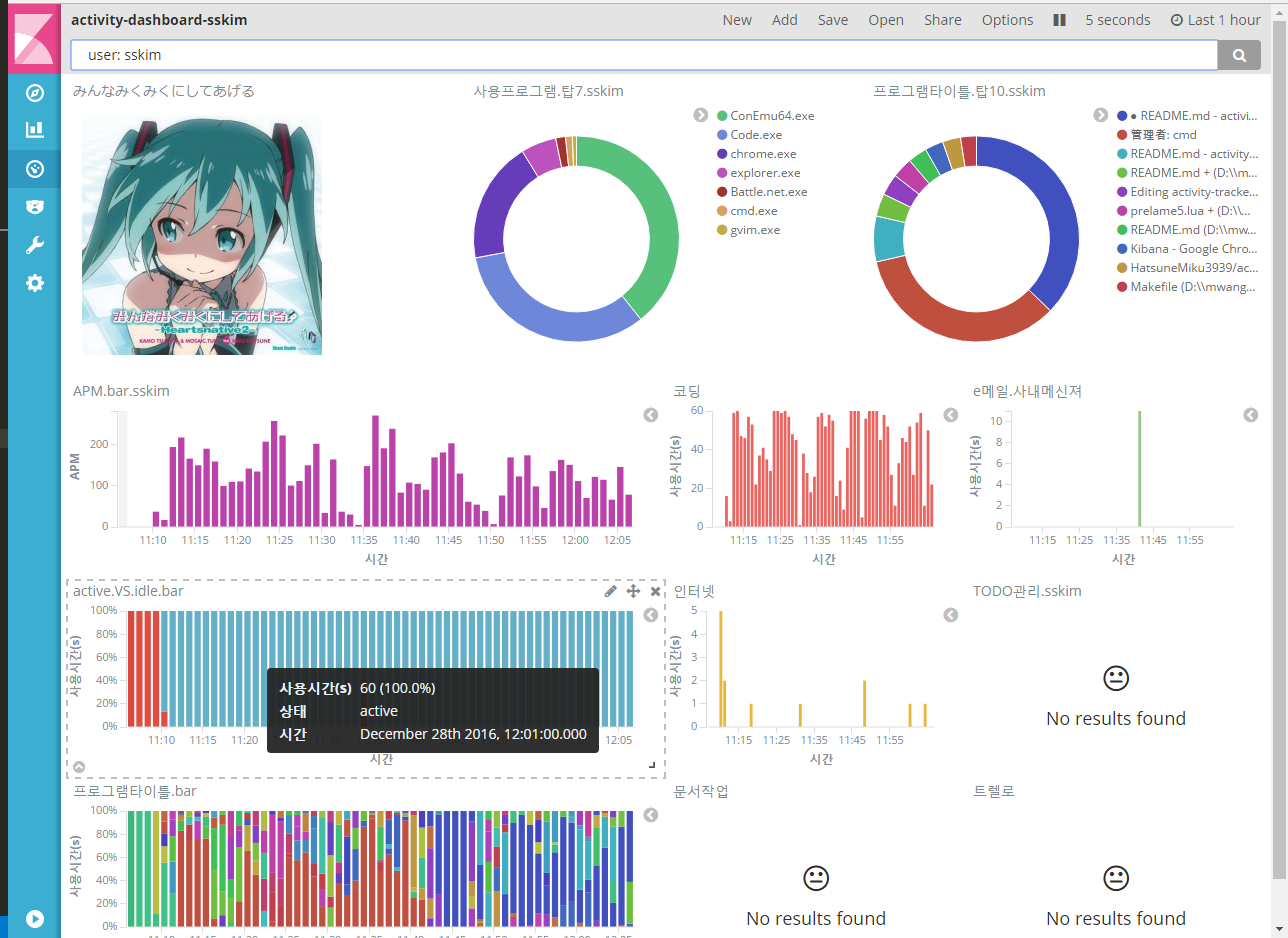 activity-dashboard-sskim
New Add Save Open Share Options 5 seconds Last 1 hour
user: sskim
みんなみくみくにしてあげる
みんなみくみくにしてあげる♪
~Heartsnative2~
사용프로그램.탑7.sskim
ConEmu64.exe
Code.exe
chrome.exe
explorer.exe
Battle.net.exe
cmd.exe
gvim.exe
프로그램타이틀.탑10.sskim
● README.md - activi...
管理者: cmd
README.md - activity...
README.md + (D:\\m...
Editing activity-tracke...
prelame5.lua + (D:\\...
README.md (D:\\mw...
Kibana - Google Chro...
HatsuneMiku3939/ac...
Makefile (D:\\mwang...
APM.bar.sskim
APM
200
100
0
11:10 11:15 11:20 11:25 11:30 11:35 11:40 11:45 11:50 11:55 12:00 12:05
시간
코딩
사용시간(s)
60
40
20
0
11:15 11:25 11:35 11:45 11:55
시간
e메일.사내메신져
사용시간(s)
10
8
6
4
2
0
11:15 11:25 11:35 11:45 11:55
시간
active.VS.idle.bar
사용시간(s)
100%
80%
60%
40%
20%
0%
11:10 11:15 11:20 12:05
시간
사용시간(s) 60 (100.0%)
상태 active
시간 December 28th 2016, 12:01:00.000
인터넷
사용시간(s)
5
4
3
2
1
0
11:15 11:25 11:35 11:45 11:55
시간
TODO관리.sskim
No results found
프로그램타이틀.bar
사용시간(s)
100%
80%
60%
40%
20%
0%
문서작업
No results found
트렐로
No results found